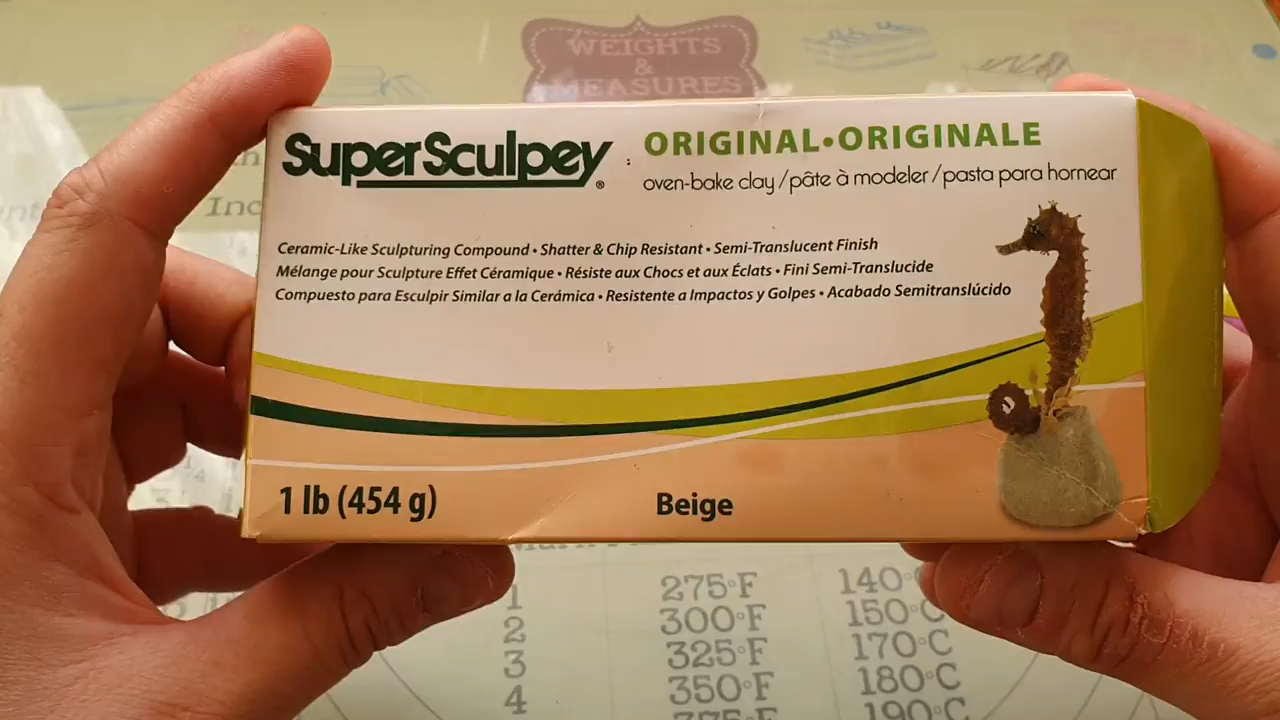 WEIGHTS
&
MEASURES
SuperSculpey®
ORIGINAL•ORIGINALE
oven-bake clay/pâte à modeler/pasta para hornear
Ceramic-Like Sculpturing Compound • Shatter & Chip Resistant • Semi-Translucent Finish
Mélange pour Sculpture Effet Céramique • Résiste aux Chocs et aux Éclats • Fini Semi-Translucide
Compuesto para Esculpir Similar a la Cerámica • Resistente a Impactos y Golpes • Acabado Semitranslúcido
1 lb (454 g)
Beige
1 275°F 140°
2 300°F 150°C
3 325°F 170°C
4 350°F 180°C
375°F 190°C